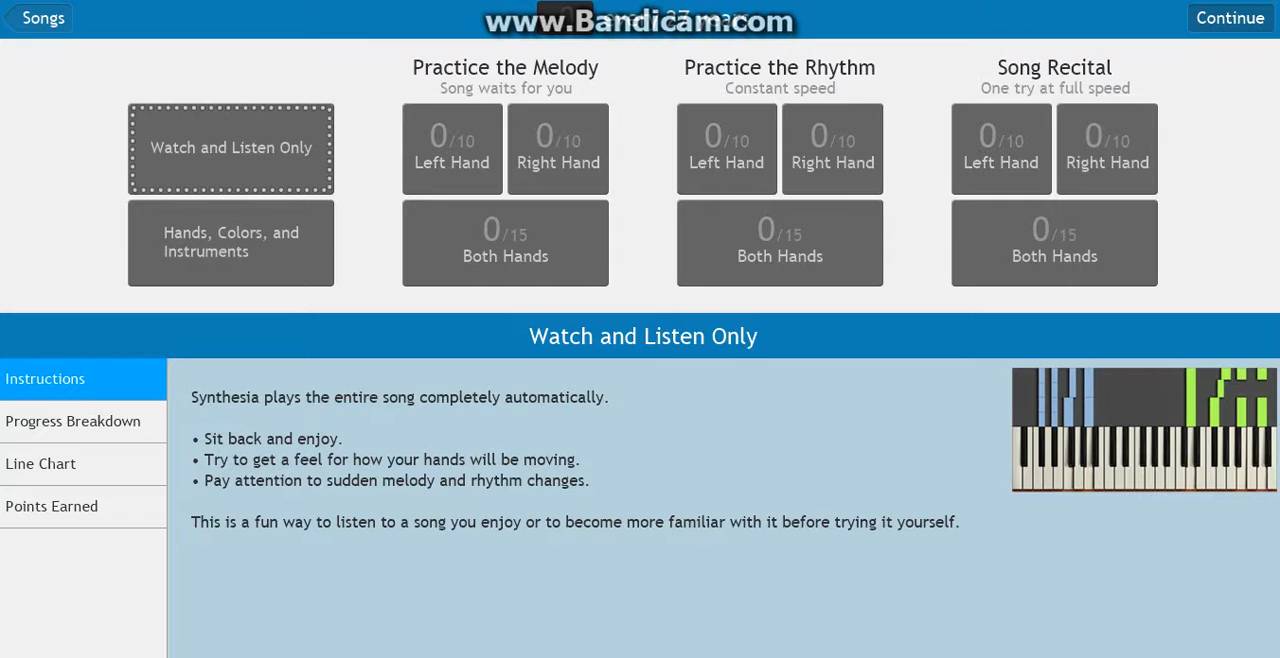 Songs
www.Bandicam.com
Continue
Practice the Melody
Song waits for you
Practice the Rhythm
Constant speed
Song Recital
One try at full speed
Watch and Listen Only
0/10
Left Hand
0/10
Right Hand
0/10
Left Hand
0/10
Right Hand
0/10
Left Hand
0/10
Right Hand
Hands, Colors, and
Instruments
0/15
Both Hands
0/15
Both Hands
0/15
Both Hands
Watch and Listen Only
Instructions
Progress Breakdown
Line Chart
Points Earned
Synthesia plays the entire song completely automatically.
• Sit back and enjoy.
• Try to get a feel for how your hands will be moving.
• Pay attention to sudden melody and rhythm changes.
This is a fun way to listen to a song you enjoy or to become more familiar with it before trying it yourself.